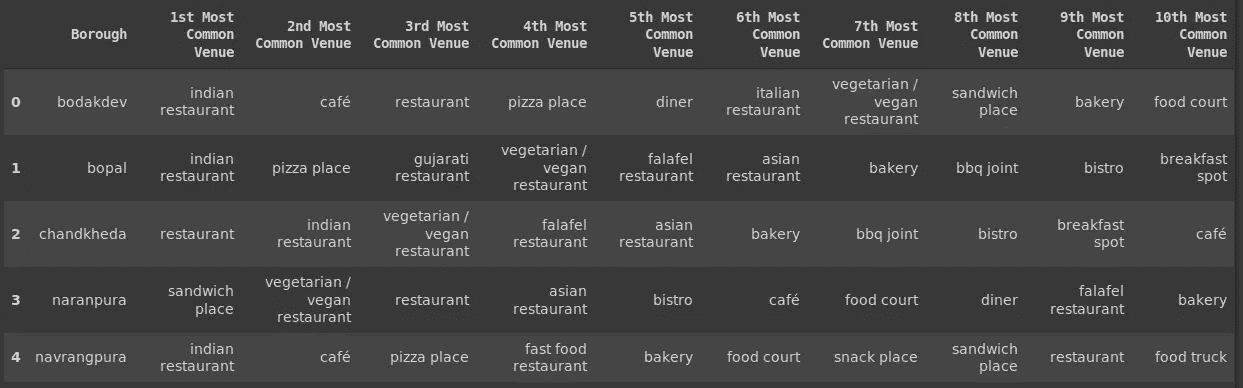 Borough 1st Most Common Venue 2nd Most Common Venue 3rd Most Common Venue 4th Most Common Venue 5th Most Common Venue 6th Most Common Venue 7th Most Common Venue 8th Most Common Venue 9th Most Common Venue 10th Most Common Venue
0 bodakdev indian restaurant café restaurant pizza place diner italian restaurant vegetarian / vegan restaurant sandwich place bakery food court
1 bopal indian restaurant pizza place gujarati restaurant vegetarian / vegan restaurant falafel restaurant asian restaurant bakery bbq joint bistro breakfast spot
2 chandkheda restaurant indian restaurant vegetarian / vegan restaurant falafel restaurant asian restaurant bakery bbq joint bistro breakfast spot café
3 naranpura sandwich place vegetarian / vegan restaurant restaurant asian restaurant bistro café food court diner falafel restaurant bakery
4 navrangpura indian restaurant café pizza place fast food restaurant bakery food court snack place sandwich place restaurant food truck